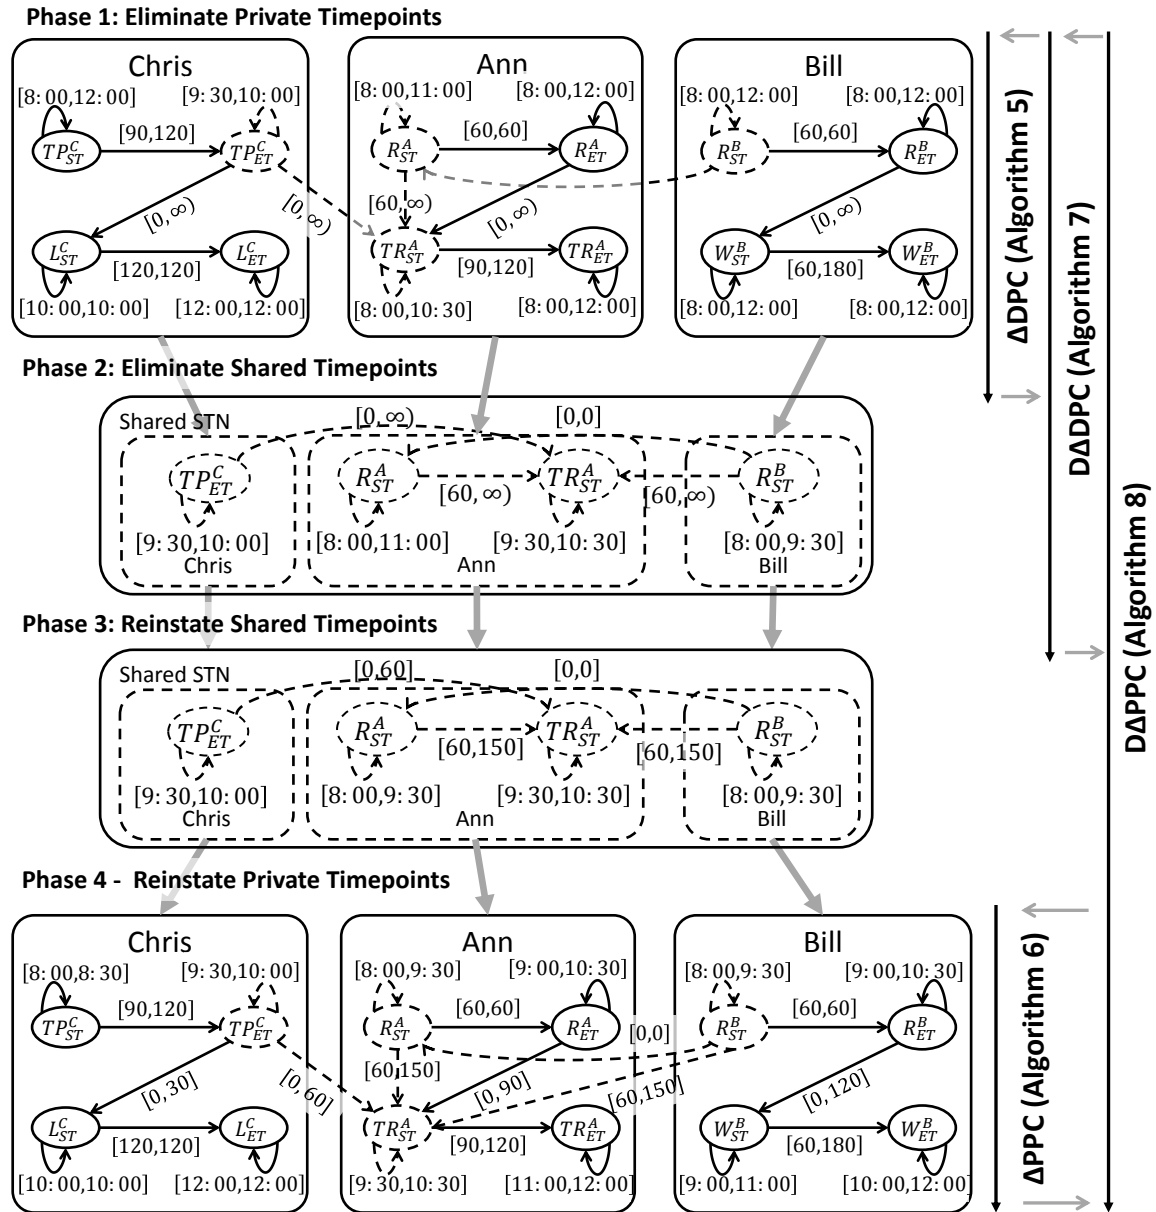 Phase 1: Eliminate Private Timepoints
Chris
Ann
Bill
[8:00,12:00]
[9:30,10:00]
[8:00,11:00]
[8:00,12:00]
[8:00,12:00]
[8:00,12:00]
[90,120]
[60,60]
[60,60]
TP^C_ST
TP^C_ET
R^A_ST
R^A_ET
R^B_ST
R^B_ET
[0,∞)
[0,∞)
[60,∞)
[0,∞)
[0,∞)
L^C_ST
L^C_ET
TR^A_ST
TR^A_ET
W^B_ST
W^B_ET
[120,120]
[90,120]
[60,180]
[10:00,10:00]
[12:00,12:00]
[8:00,10:30]
[8:00,12:00]
[8:00,12:00]
[8:00,12:00]
ΔDPC (Algorithm 5)
DΔDPC (Algorithm 7)
DΔPPC (Algorithm 8)
Phase 2: Eliminate Shared Timepoints
Shared STN
[0,∞)
[0,0]
TP^C_ET
R^A_ST
TR^A_ST
R^B_ST
[60,∞)
[60,∞)
[9:30,10:00]
[8:00,11:00]
[9:30,10:30]
[8:00,9:30]
Chris
Ann
Bill
Phase 3: Reinstate Shared Timepoints
Shared STN
[0,60]
[0,0]
TP^C_ET
R^A_ST
TR^A_ST
R^B_ST
[60,150]
[60,150]
[9:30,10:00]
[8:00,9:30]
[9:30,10:30]
[8:00,9:30]
Chris
Ann
Bill
Phase 4 - Reinstate Private Timepoints
Chris
Ann
Bill
[8:00,8:30]
[9:30,10:00]
[8:00,9:30]
[9:00,10:30]
[8:00,9:30]
[9:00,10:30]
[90,120]
[60,60]
[60,60]
TP^C_ST
TP^C_ET
R^A_ST
R^A_ET
[0,0]
R^B_ST
R^B_ET
[0,30]
[0,60]
[60,150]
[0,90]
[60,150]
[0,120]
L^C_ST
L^C_ET
TR^A_ST
TR^A_ET
W^B_ST
W^B_ET
[120,120]
[90,120]
[60,180]
[10:00,10:00]
[12:00,12:00]
[9:30,10:30]
[11:00,12:00]
[9:00,11:00]
[10:00,12:00]
ΔPPC (Algorithm 6)